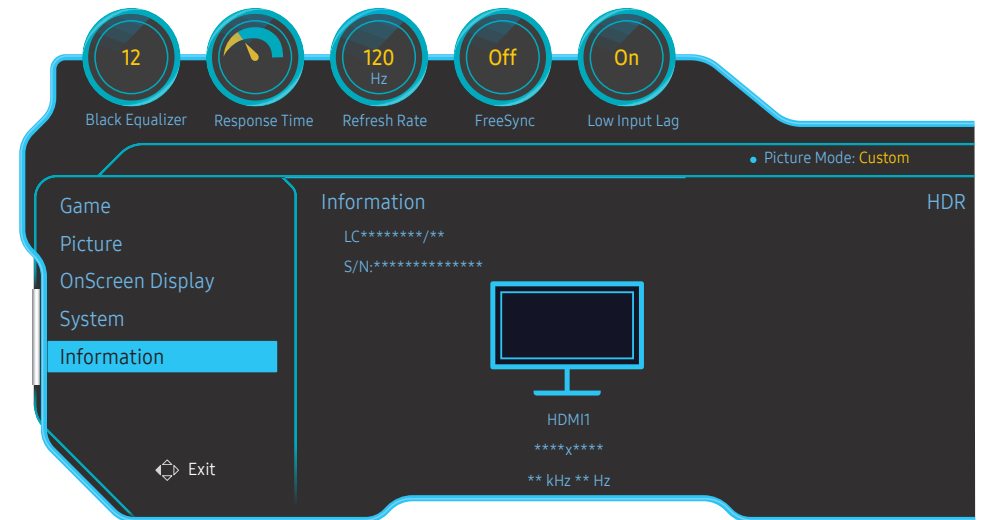 12
120
Hz
Off
On
Black Equalizer
Response Time
Refresh Rate
FreeSync
Low Input Lag
Picture Mode: Custom
Game
Picture
OnScreen Display
System
Information
Exit
Information
HDR
LC********/**
S/N:**************
HDMI1
****x****
** kHz ** Hz